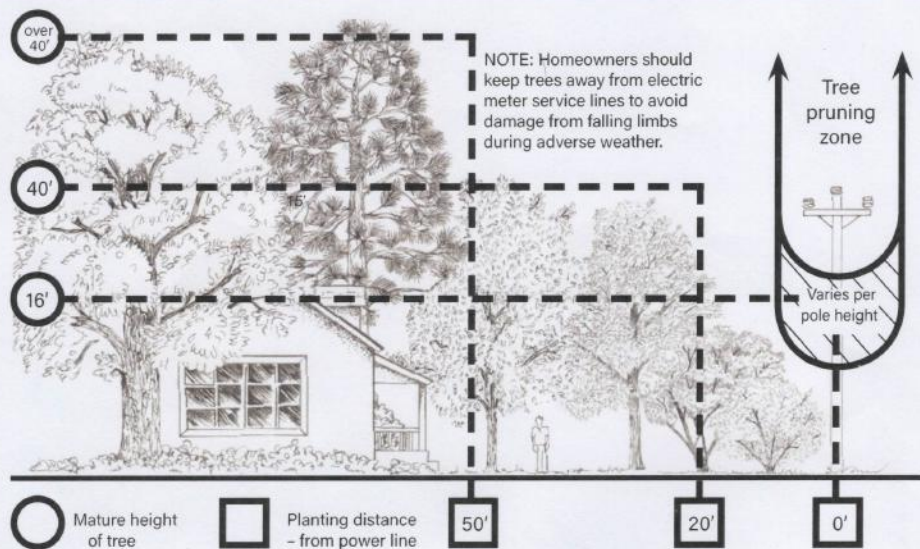 over
40'
NOTE: Homeowners should
keep trees away from electric
meter service lines to avoid
damage from falling limbs
during adverse weather.
Tree
pruning
zone
40'
15'
16'
Varies per
pole height
Mature height
of tree
Planting distance
– from power line
50'
20'
0'